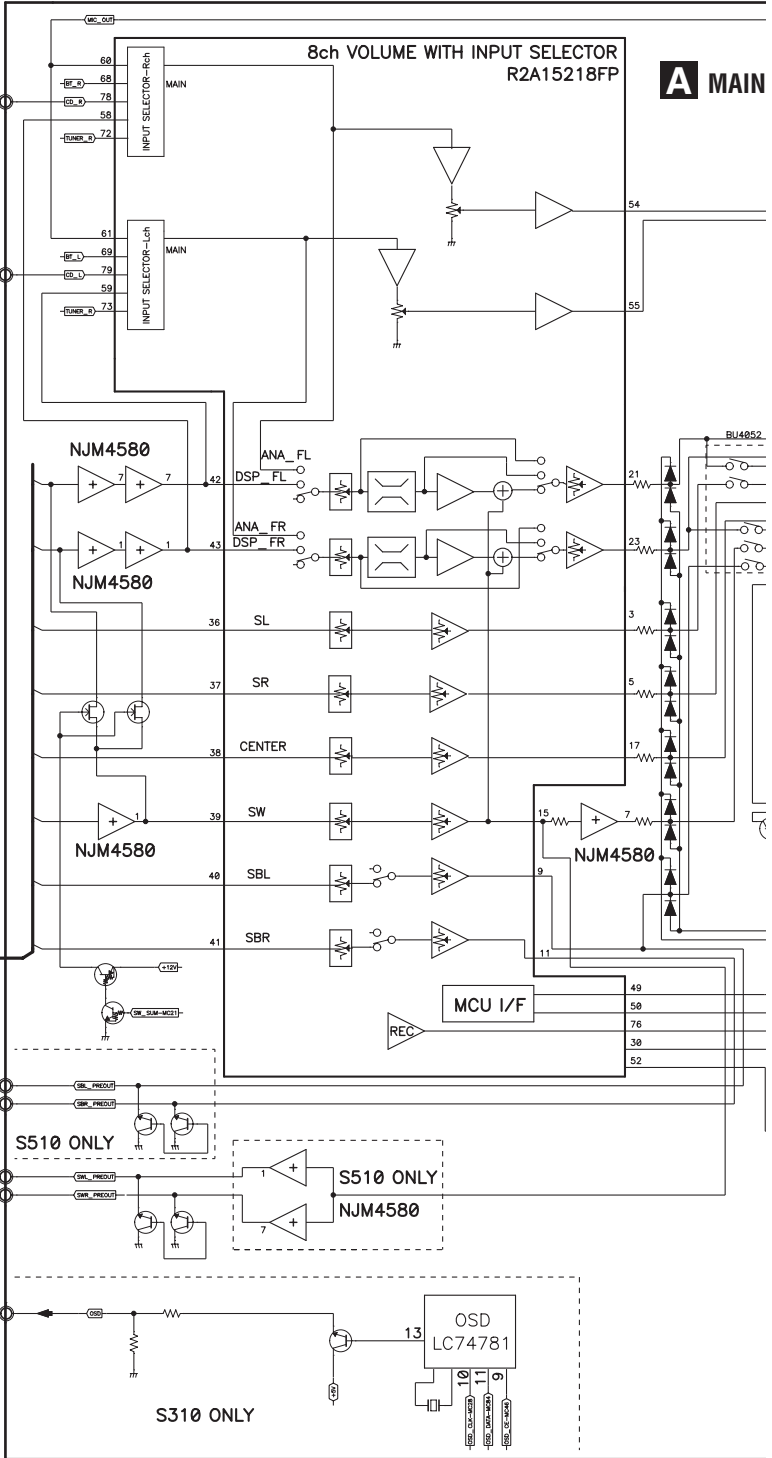 MIC_OUT
8ch VOLUME WITH INPUT SELECTOR
R2A15218FP
A MAIN
60
BT_R 68
CD_R 78
58
TUNER_R 72
INPUT SELECTOR-Rch
MAIN
54
61
BT_L 69
CD_L 79
59
TUNER_R 73
INPUT SELECTOR-Lch
MAIN
55
NJM4580
ANA_FL
BU4052
+ 7 + 7
42 DSP_FL
21
+ 1 + 1
ANA_FR
43 DSP_FR
23
NJM4580
36 SL
3
37 SR
5
38 CENTER
17
+ 1
39 SW
15 + 7
NJM4580
NJM4580
40 SBL
9
41 SBR
11
+12V
SW_SUM-MC21
MCU I/F
REC
49
50
76
30
52
SBL_PREOUT
SBR_PREOUT
S510 ONLY
SWL_PREOUT
SWR_PREOUT
1 +
S510 ONLY
NJM4580
7 +
OSD
13
OSD
LC74781
10
11
9
+5V
OSD_CLK-MC28
OSD_DATA-MC84
S310 ONLY